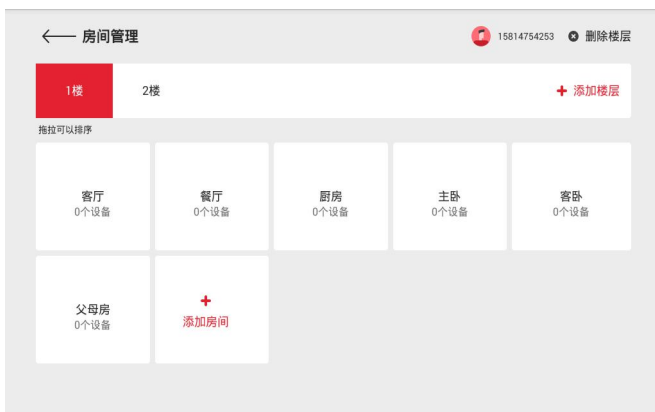 房间管理
15814754253 删除楼层
1楼 2楼 添加楼层
拖拉可以排序
客厅 餐厅 厨房 主卧 客卧
0个设备 0个设备 0个设备 0个设备 0个设备
父母房
0个设备
添加房间